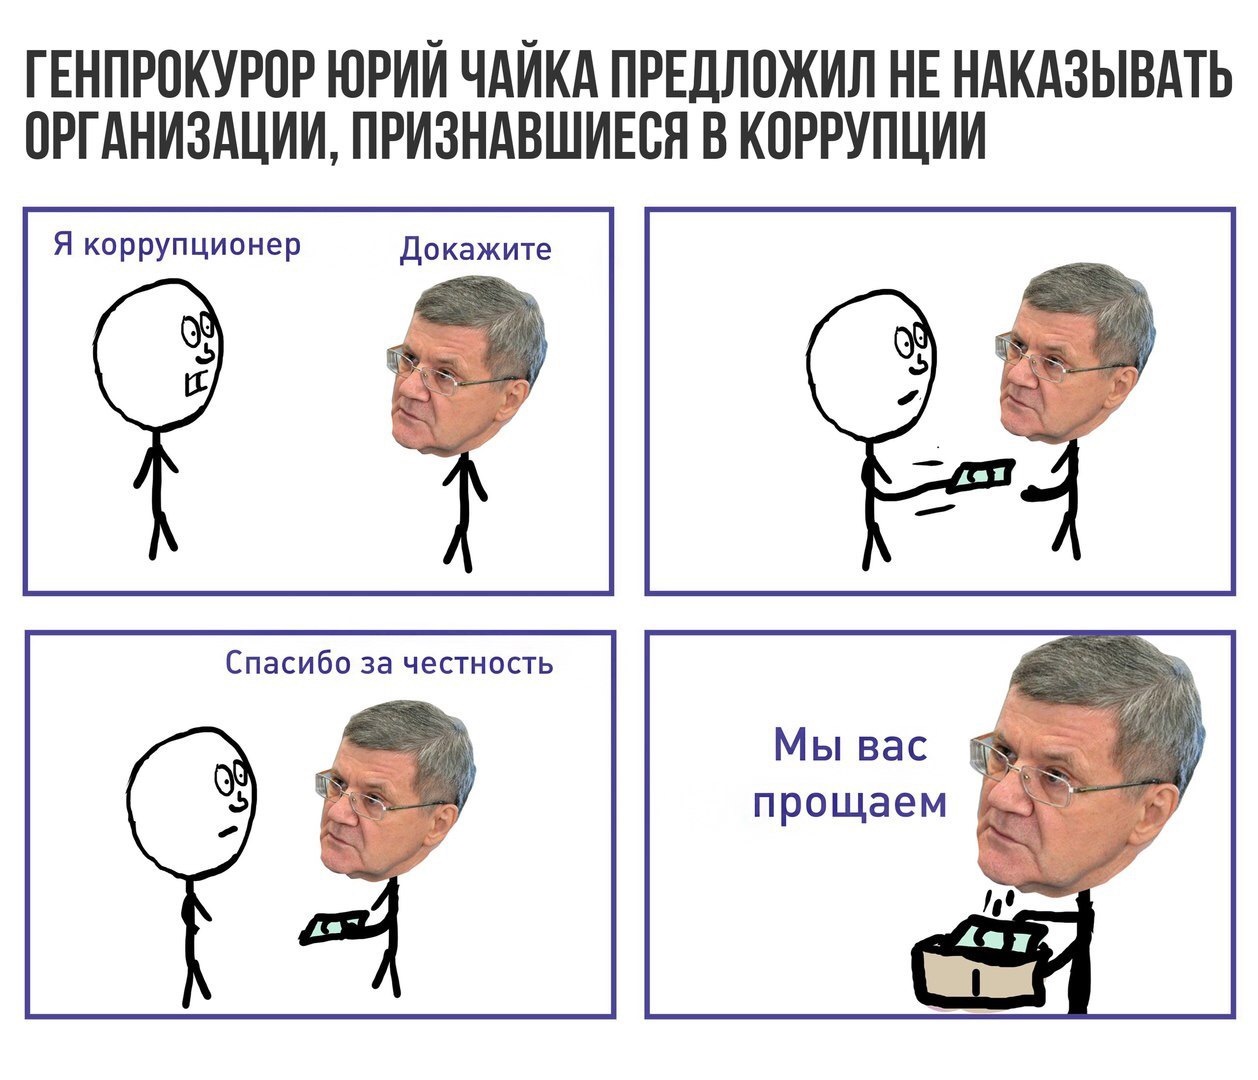 ГЕНПРОКУРОР ЮРИЙ ЧАЙКА ПРЕДЛОЖИЛ НЕ НАКАЗЫВАТЬ
ОРГАНИЗАЦИИ, ПРИЗНАВШИЕСЯ В КОРРУПЦИИ
Я коррупционер
Докажите
Спасибо за честность
Мы вас
прощаем